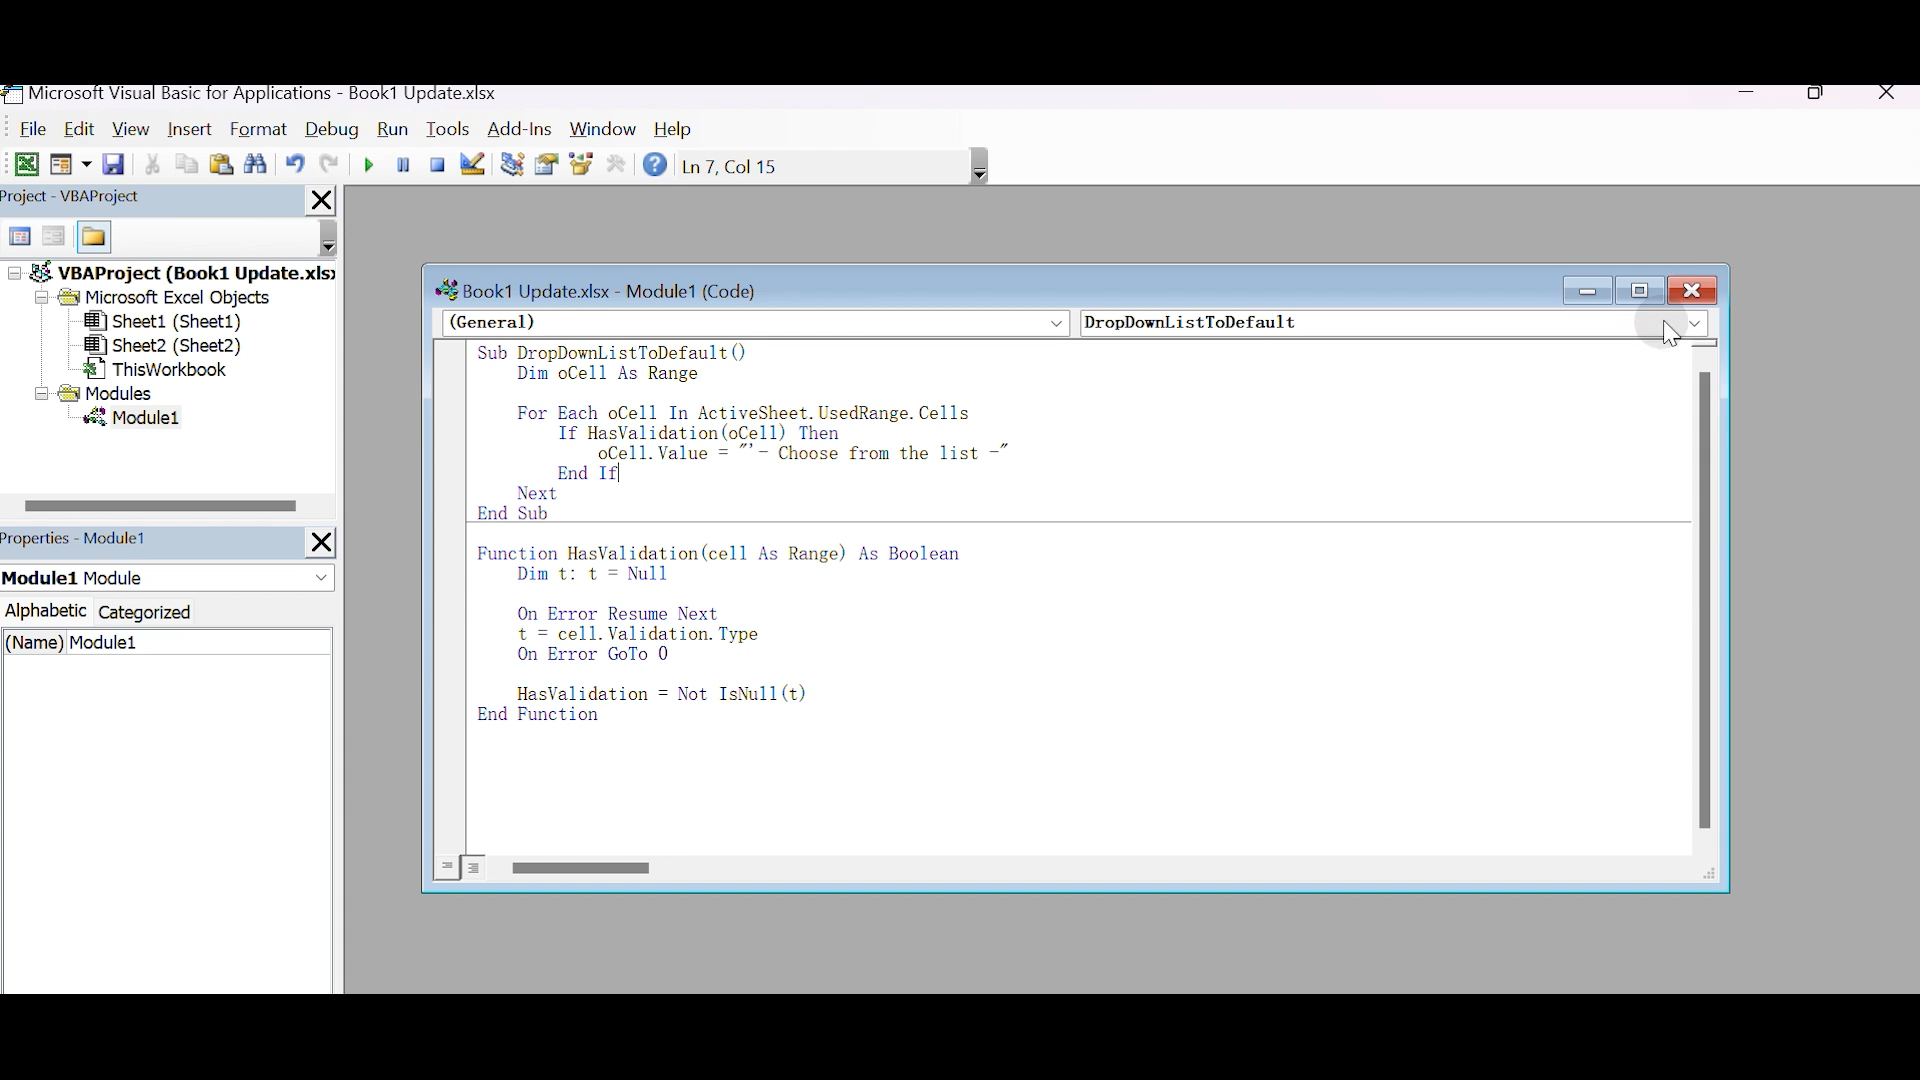 Microsoft Visual Basic for Applications - Book1 Update.xlsx
File Edit View Insert Format Debug Run Tools Add-Ins Window Help
Ln 7, Col 15
Project - VBAProject
VBAProject (Book1 Update.xls
Microsoft Excel Objects
Sheet1 (Sheet1)
Sheet2 (Sheet2)
ThisWorkbook
Modules
Module1
Properties - Module1
Module1 Module
Alphabetic Categorized
(Name) Module1
Book1 Update.xlsx - Module1 (Code)
(General) DropDownListToDefault
Sub DropDownListToDefault()
Dim oCell As Range
For Each oCell In ActiveSheet.UsedRange.Cells
If HasValidation(oCell) Then
oCell.Value = "'- Choose from the list -"
End If
Next
End Sub
Function HasValidation(cell As Range) As Boolean
Dim t: t = Null
On Error Resume Next
t = cell.Validation.Type
On Error GoTo 0
HasValidation = Not IsNull(t)
End Function